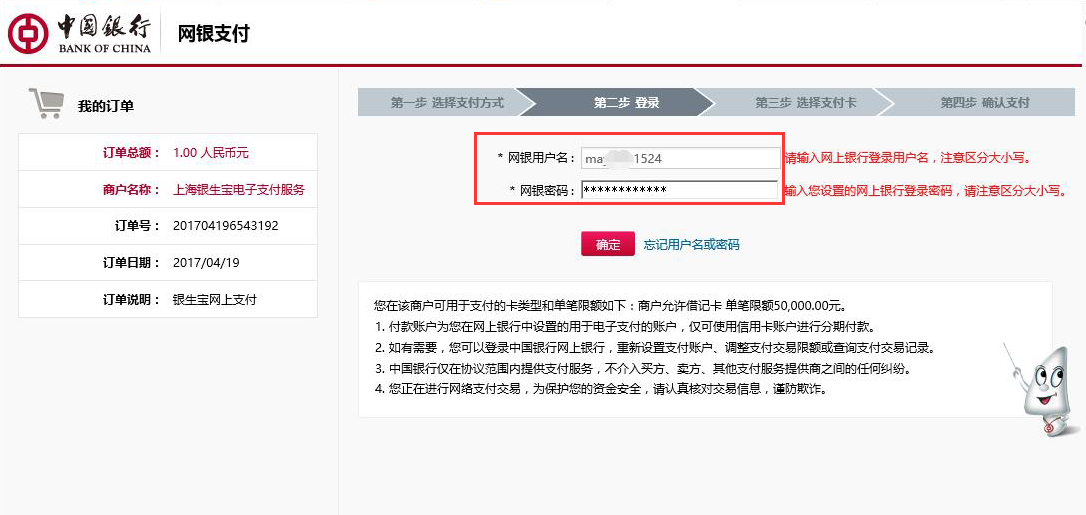 中国银行
BANK OF CHINA
网银支付
我的订单
订单总额： 1.00 人民币元
商户名称： 上海银生宝电子支付服务
订单号： 201704196543192
订单日期： 2017/04/19
订单说明： 银生宝网上支付
第一步 选择支付方式 第二步 登录 第三步 选择支付卡 第四步 确认支付
* 网银用户名： may 1524 请输入网上银行登录用户名，注意区分大小写。
* 网银密码： ************ 输入您设置的网上银行登录密码，请注意区分大小写。
确定 忘记用户名或密码
您在该商户可用于支付的卡类型和单笔限额如下：商户允许借记卡 单笔限额50,000.00元。
1. 付款账户为您在网上银行中设置的用于电子支付的账户，仅可使用信用卡账户进行分期付款。
2. 如有需要，您可以登录中国银行网上银行，重新设置支付账户、调整支付交易限额或查询支付交易记录。
3. 中国银行仅在协议范围内提供支付服务，不介入买方、卖方、其他支付服务提供商之间的任何纠纷。
4. 您正在进行网络支付交易，为保护您的资金安全，请认真核对交易信息，谨防欺诈。